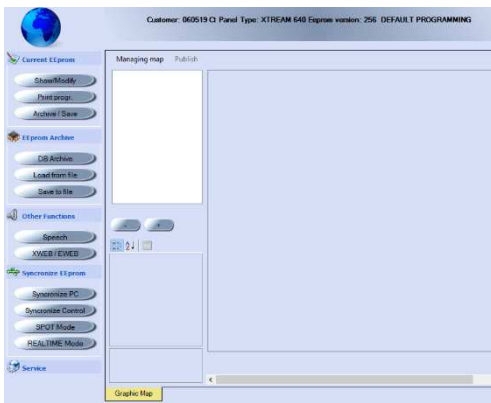 Customer: 060519 Ct Panel Type: XTREAM 640 Eeprom version: 256 DEFAULT PROGRAMMING
Current EEprom
Show/Modify
Print progr.
Archive / Save
EEprom Archive
DB Archive
Load from file
Save to file
Other Functions
Speech
XWEB / EWEB
Syncronize EEprom
Syncronize PC
Syncronize Control
SPOT Mode
REALTIME Mode
Service
Managing map Publish
- +
Graphic Map